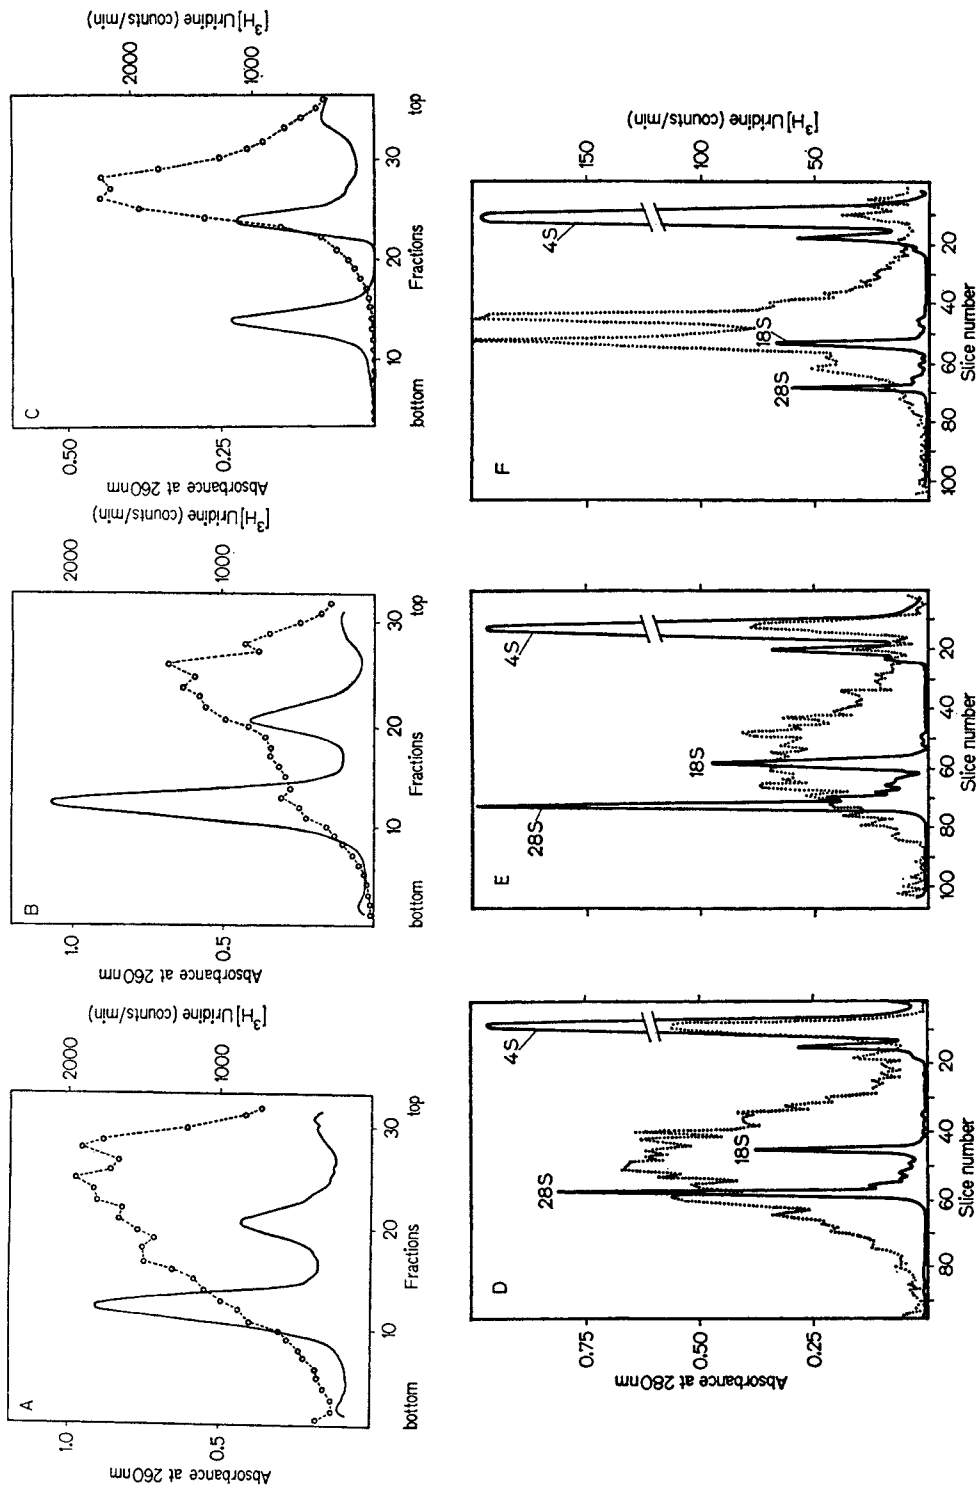 A
Absorbance at 260nm
1.0
0.5
[³H]Uridine (counts/min)
2000
1000
bottom
10
20
30
top
Fractions
B
Absorbance at 260nm
1.0
0.5
[³H]Uridine (counts/min)
2000
1000
bottom
10
20
30
top
Fractions
C
Absorbance at 260nm
0.50
0.25
[³H]Uridine (counts/min)
2000
1000
bottom
10
20
30
top
Fractions
D
Absorbance at 280nm
0.75
0.50
0.25
28S
18S
4S
80
60
40
20
Slice number
E
28S
18S
4S
100
80
60
40
20
Slice number
F
28S
18S
4S
[³H]Uridine (counts/min)
150
100
50
100
80
60
40
20
Slice number